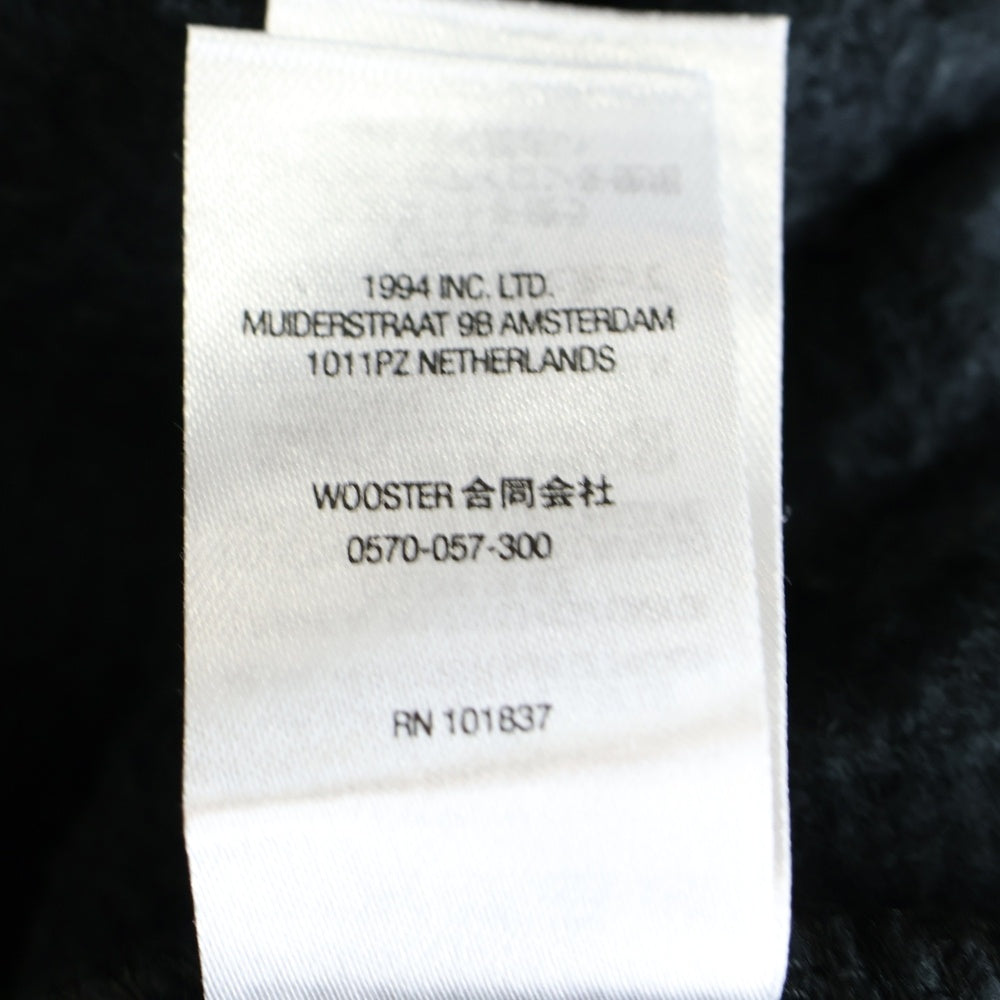 1994 INC. LTD.
MUIDERSTRAAT 9B AMSTERDAM
1011PZ NETHERLANDS
WOOSTER 合同会社
0570-057-300
RN 101837